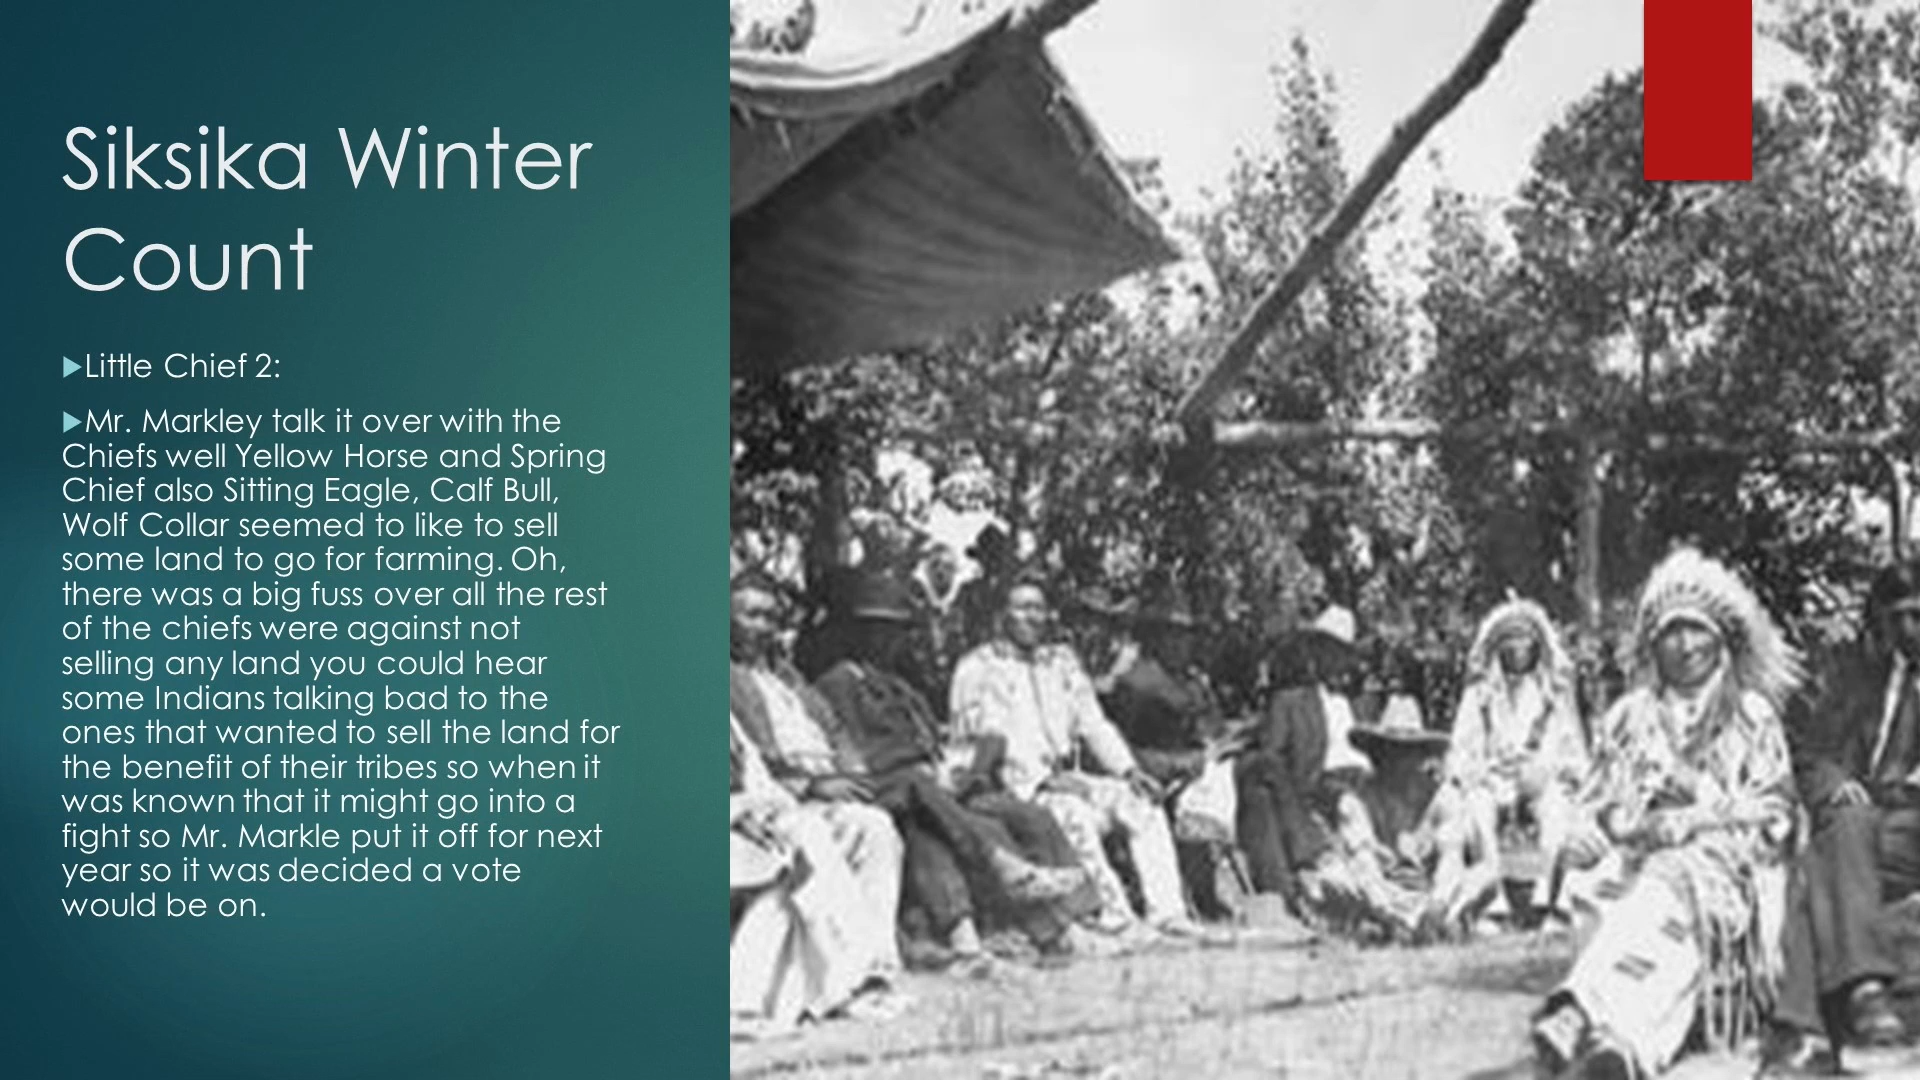 Siksika Winter
Count
▶Little Chief 2:
▶Mr. Markley talk it over with the
Chiefs well Yellow Horse and Spring
Chief also Sitting Eagle, Calf Bull,
Wolf Collar seemed to like to sell
some land to go for farming. Oh,
there was a big fuss over all the rest
of the chiefs were against not
selling any land you could hear
some Indians talking bad to the
ones that wanted to sell the land for
the benefit of their tribes so when it
was known that it might go into a
fight so Mr. Markle put it off for next
year so it was decided a vote
would be on.